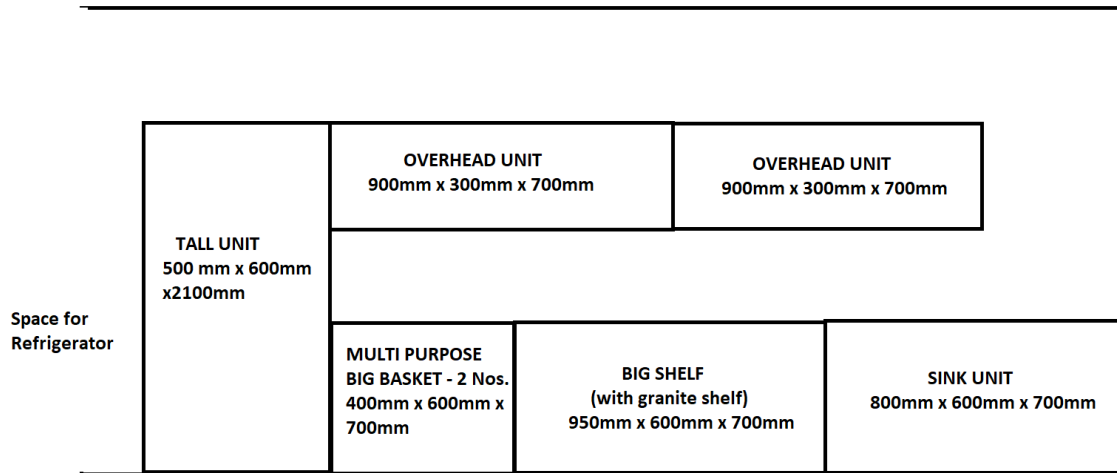 OVERHEAD UNIT
900mm x 300mm x 700mm
OVERHEAD UNIT
900mm x 300mm x 700mm
TALL UNIT
500 mm x 600mm
x2100mm
Space for
Refrigerator
MULTI PURPOSE
BIG BASKET - 2 Nos.
400mm x 600mm x
700mm
BIG SHELF
(with granite shelf)
950mm x 600mm x 700mm
SINK UNIT
800mm x 600mm x 700mm